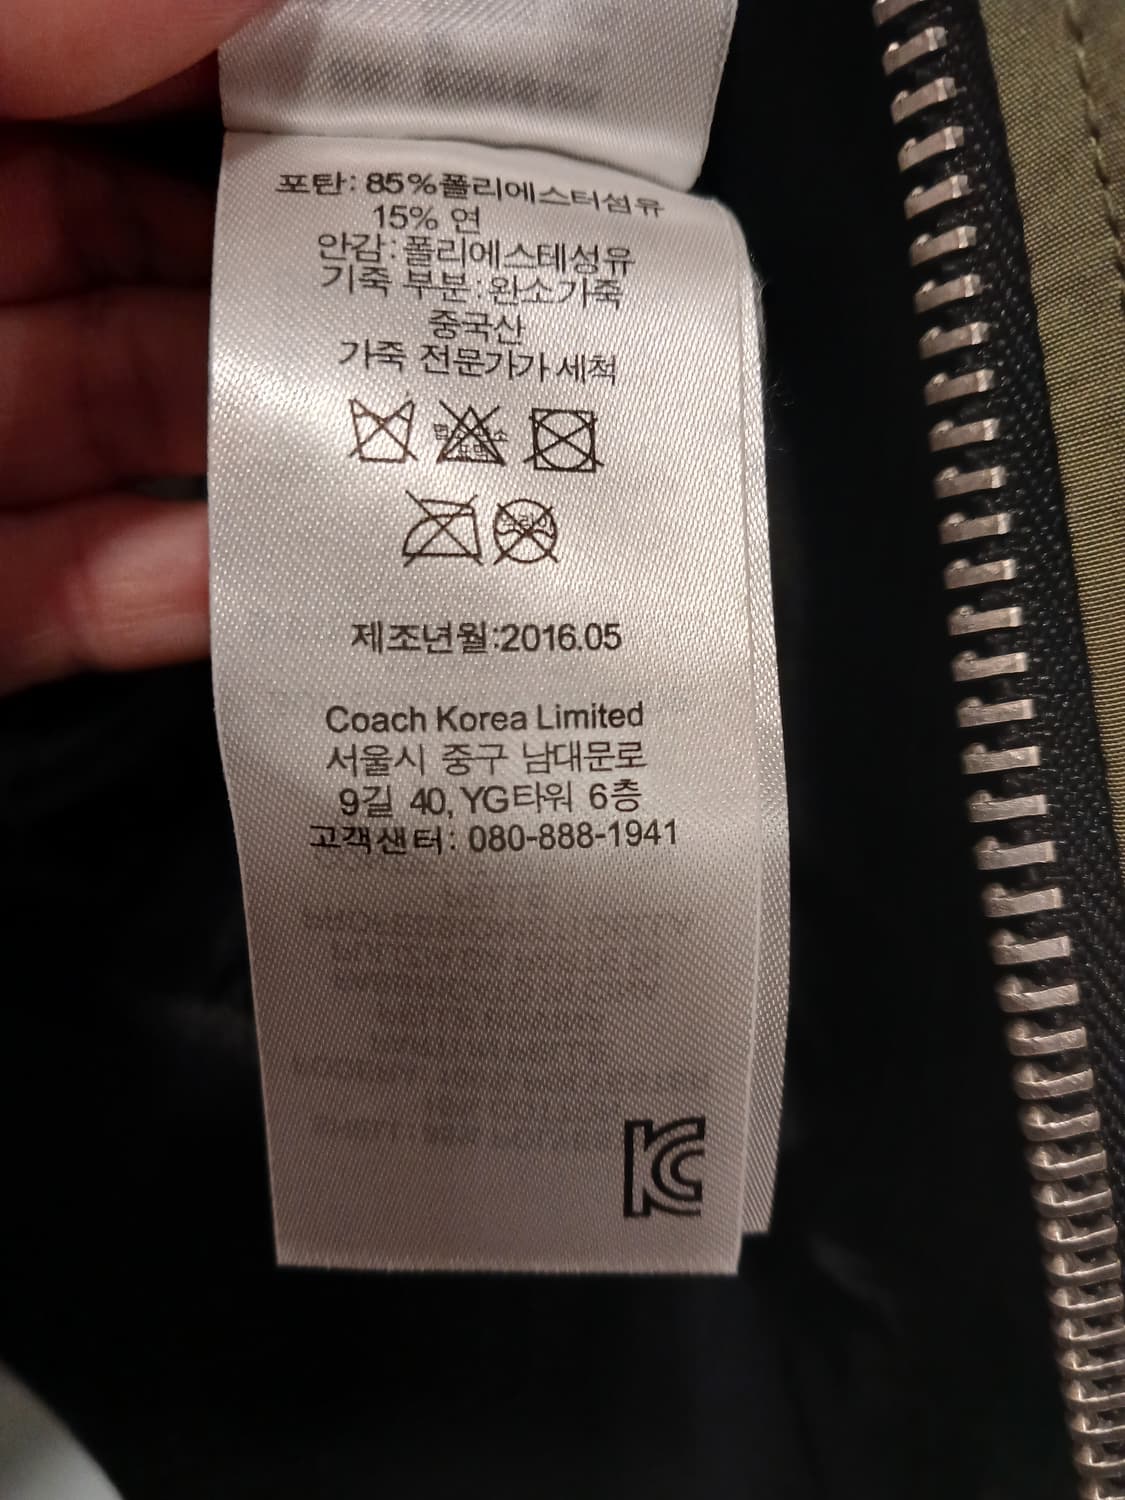 포탄: 85%폴리에스터섬유
15% 연
안감:폴리에스테성유
기죽 부분:완소가죽
중국산
가죽 전문가가 세척
제조년월:2016.05
Coach Korea Limited
서울시 중구 남대문로
9길 40, YG타워 6층
고객센터: 080-888-1941
KC